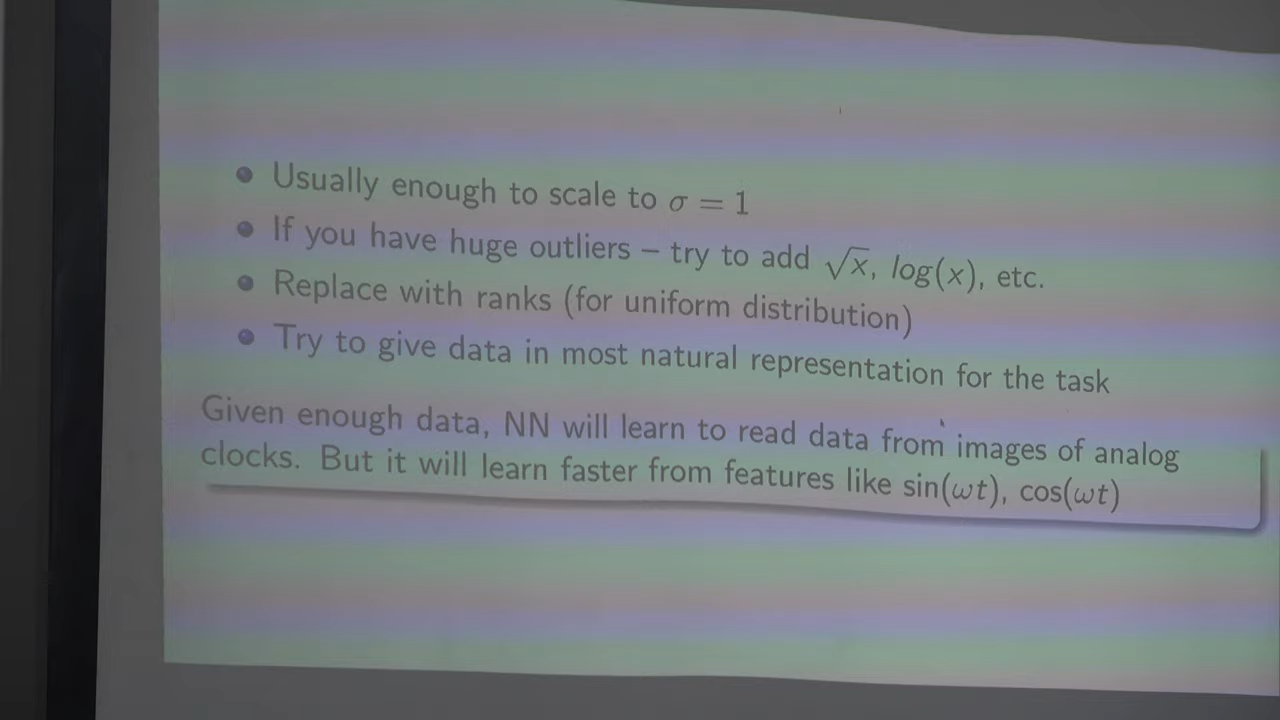 Usually enough to scale to σ = 1
If you have huge outliers – try to add √x, log(x), etc.
Replace with ranks (for uniform distribution)
Try to give data in most natural representation for the task
Given enough data, NN will learn to read data from images of analog
clocks. But it will learn faster from features like sin(ωt), cos(ωt)